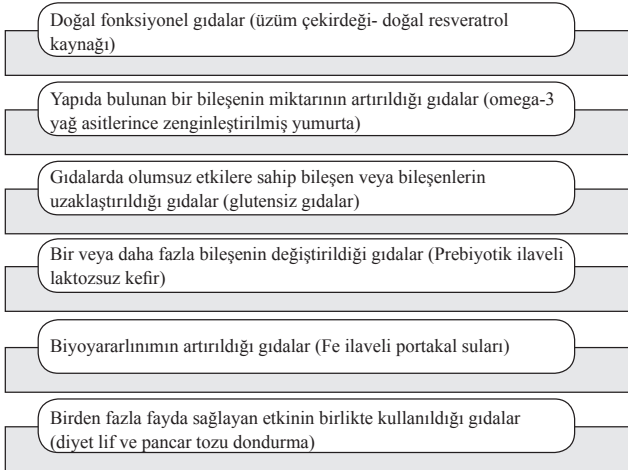 Doğal fonksiyonel gıdalar (üzüm çekirdeği- doğal resveratrol
kaynağı)
Yapıda bulunan bir bileşenin miktarının artırıldığı gıdalar (omega-3
yağ asitlerince zenginleştirilmiş yumurta)
Gıdalarda olumsuz etkilere sahip bileşen veya bileşenlerin
uzaklaştırıldığı gıdalar (glutensiz gıdalar)
Bir veya daha fazla bileşenin değiştirildiği gıdalar (Prebiyotik ilaveli
laktozsuz kefir)
Biyoyararlınımın artırıldığı gıdalar (Fe ilaveli portakal suları)
Birden fazla fayda sağlayan etkinin birlikte kullanıldığı gıdalar
(diyet lif ve pancar tozu dondurma)